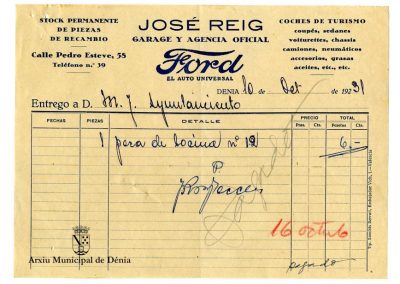 STOCK PERMANENTE
DE PIEZAS
DE RECAMBIO
Calle Pedro Esteve, 58
Teléfono n.º 39
JOSÉ REIG
GARAGE Y AGENCIA OFICIAL
Ford
EL AUTO UNIVERSAL
COCHES DE TURISMO
coupés, sedanes
voiturettes, chassis
camiones, neumáticos
accesorios, grasas
aceites, etc., etc.
DENIA 10 Oct 1931
Entrego a D. M. J. Ayuntamiento
FECHAS PIEZAS DETALLE PRECIO TOTAL
Ptas. Cts. Pesetas Cts.
1 pera de bocina nº 12 6,-
P
Pagado
16 octubre
Arxiu Municipal de Dénia
pagado